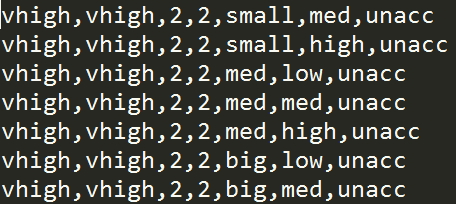 vhigh,vhigh,2,2,small,med,unacc
vhigh,vhigh,2,2,small,high,unacc
vhigh,vhigh,2,2,med,low,unacc
vhigh,vhigh,2,2,med,med,unacc
vhigh,vhigh,2,2,med,high,unacc
vhigh,vhigh,2,2,big,low,unacc
vhigh,vhigh,2,2,big,med,unacc